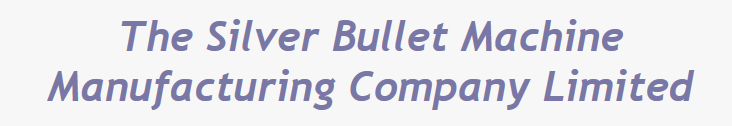 The Silver Bullet Machine
Manufacturing Company Limited